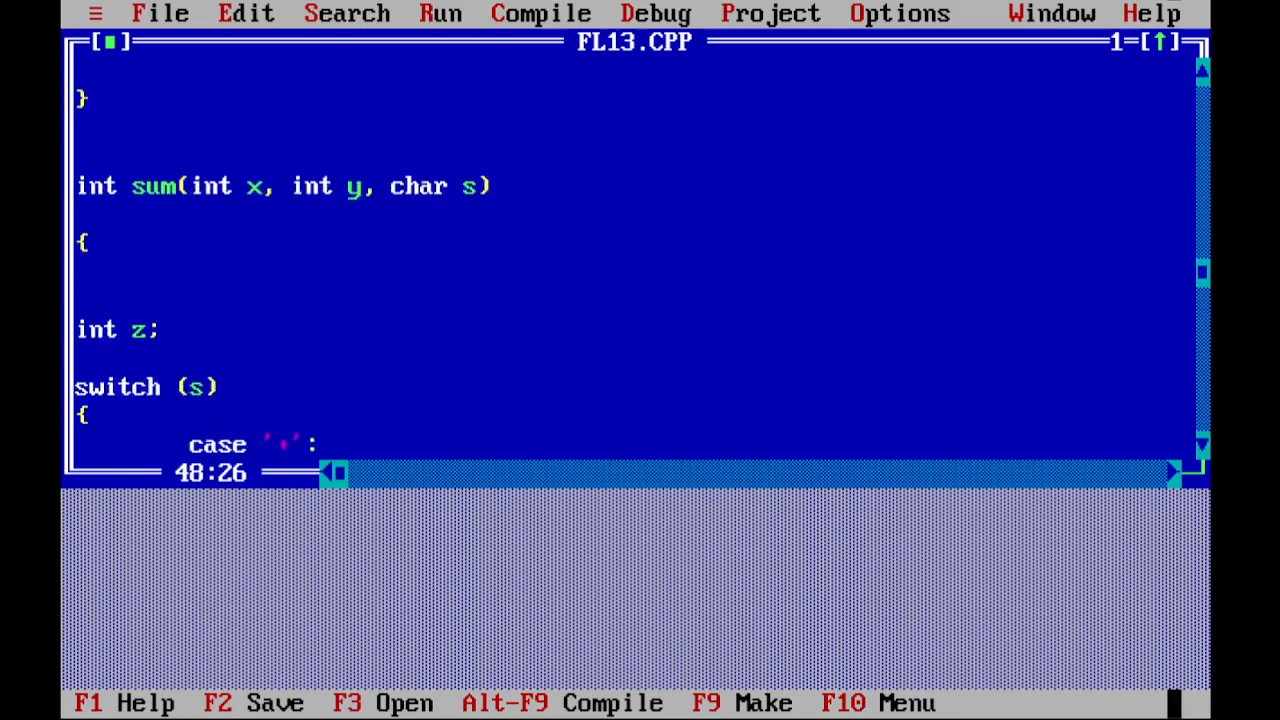 ≡ File Edit Search Run Compile Debug Project Options Window Help
[■] FL13.CPP 1=[↑]
}
int sum(int x, int y, char s)
{
int z;
switch (s)
{
case '+':
48:26
F1 Help F2 Save F3 Open Alt-F9 Compile F9 Make F10 Menu